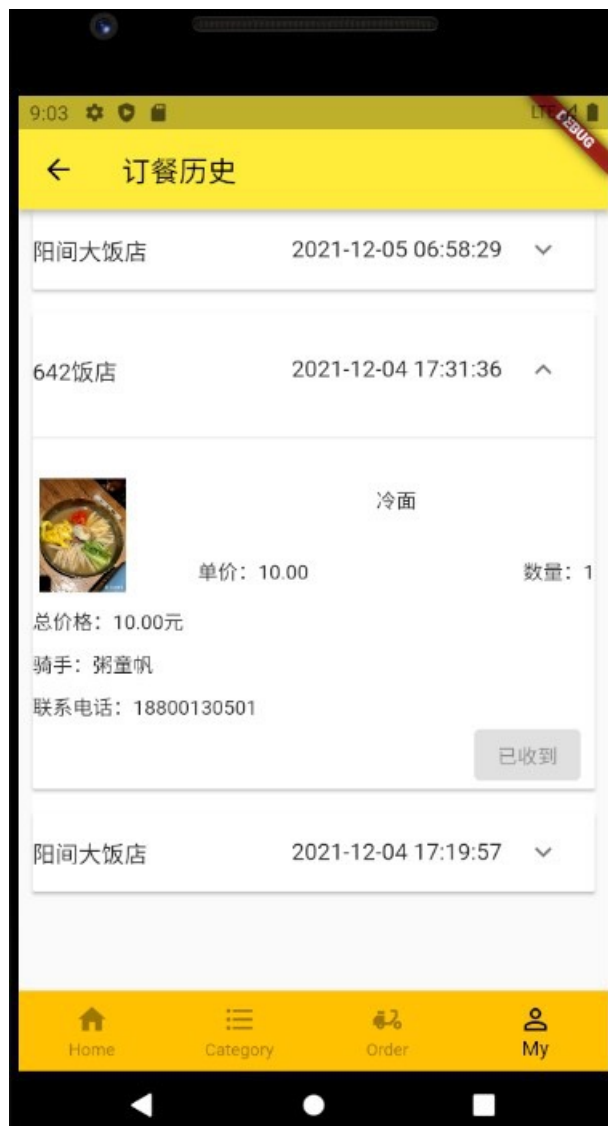 9:03 LTE
DEBUG
订餐历史
阳间大饭店 2021-12-05 06:58:29
642饭店 2021-12-04 17:31:36
冷面
单价：10.00 数量：1
总价格：10.00元
骑手：粥童帆
联系电话：18800130501
已收到
阳间大饭店 2021-12-04 17:19:57
Home Category Order My